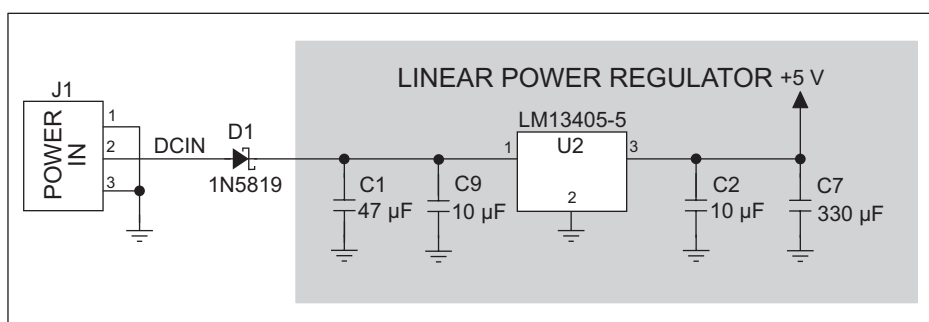 LINEAR POWER REGULATOR +5 V
J1
POWER
IN
1
2
3
DCIN
D1
1N5819
LM13405-5
U2
1
3
2
C1
47 µF
C9
10 µF
C2
10 µF
C7
330 µF